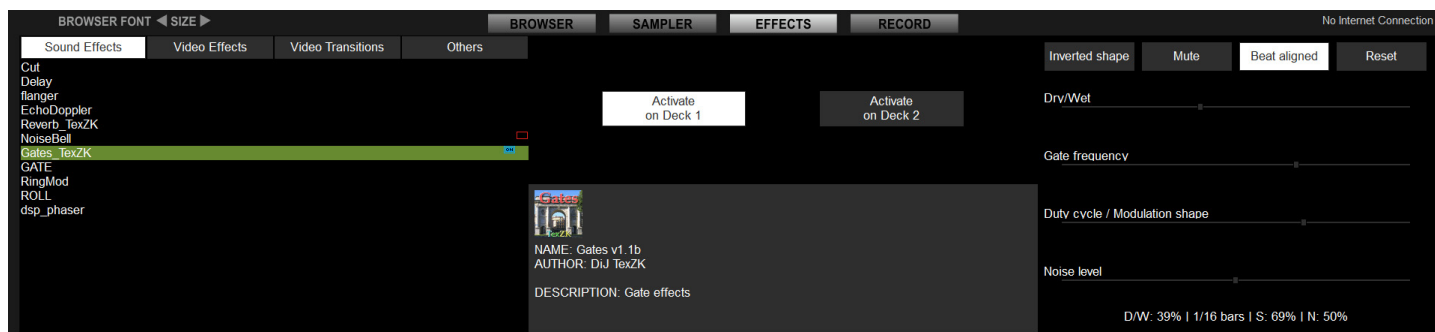 BROWSER FONT ◀ SIZE ▶
BROWSER SAMPLER EFFECTS RECORD
No Internet Connection
Sound Effects Video Effects Video Transitions Others
Cut
Delay
flanger
EchoDoppler
Reverb_TexZK
NoiseBell
Gates_TexZK ON
GATE
RingMod
ROLL
dsp_phaser
Activate
on Deck 1
Activate
on Deck 2
Gates
TexZK
NAME: Gates v1.1b
AUTHOR: DiJ TexZK
DESCRIPTION: Gate effects
Inverted shape Mute Beat aligned Reset
Dry/Wet
Gate frequency
Duty cycle / Modulation shape
Noise level
D/W: 39% | 1/16 bars | S: 69% | N: 50%